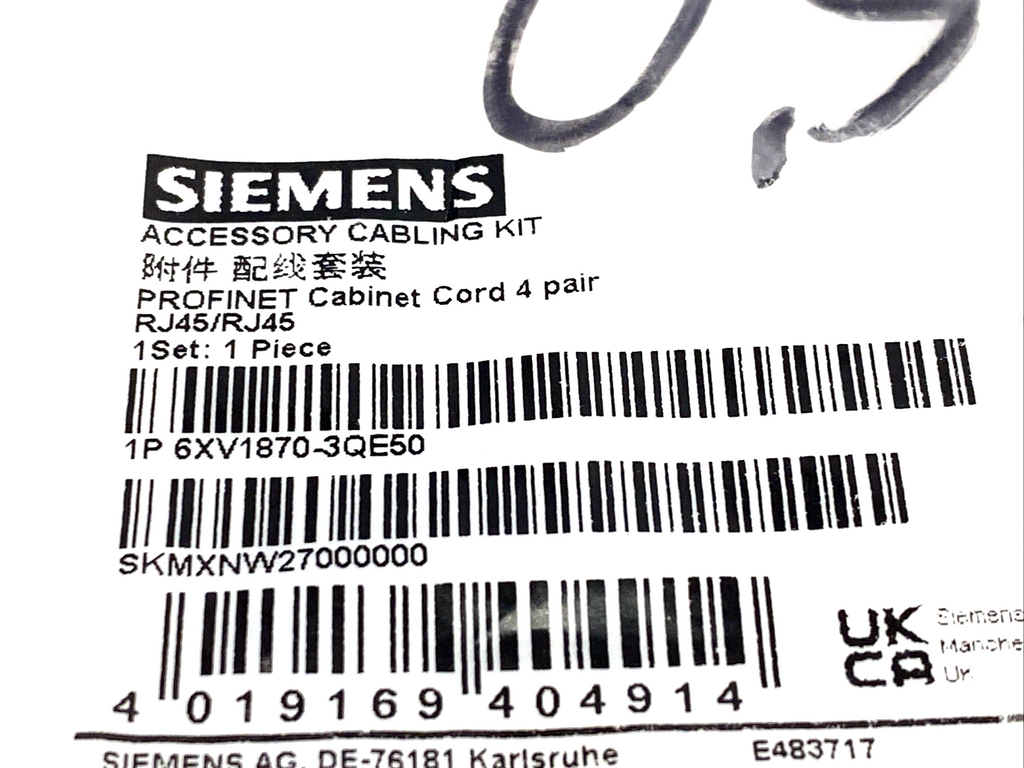 0,5
SIEMENS
ACCESSORY CABLING KIT
附件 配线套装
PROFINET Cabinet Cord 4 pair
RJ45/RJ45
1Set: 1 Piece
1P 6XV1870-3QE50
SKMXNW27000000
4 019169 404914
UK
CA
Siemens
Manche
UK
SIEMENS AG, DE-76181 Karlsruhe E483717